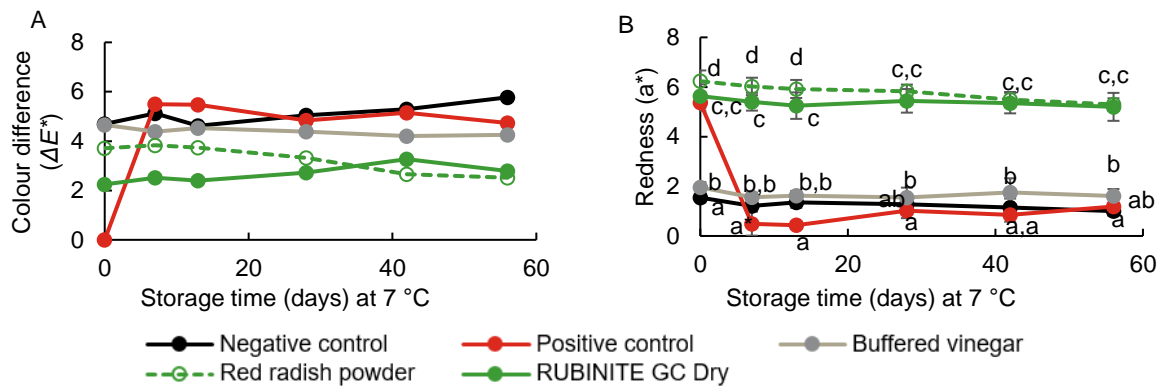 A
Colour difference
(ΔE*)
8
6
4
2
0
0 20 40 60
Storage time (days) at 7 °C
B
Redness (a*)
8
6
4
2
0
d d d c,c c,c c,c
c,c c c
b b,b b,b b b b
a ab ab
a* a a a,a a
0 20 40 60
Storage time (days) at 7 °C
Negative control Positive control Buffered vinegar
Red radish powder RUBINITE GC Dry